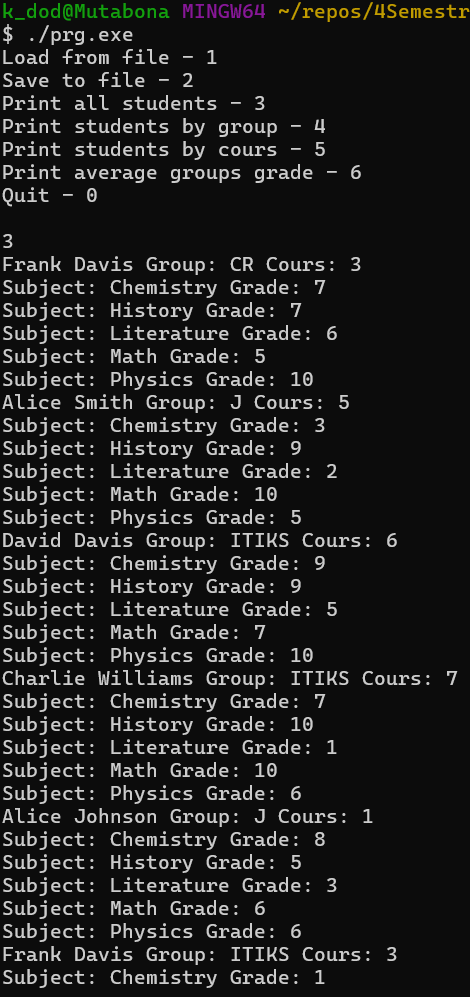 k_dod@Mutabona MINGW64 ~/repos/4Semestr
$ ./prg.exe
Load from file - 1
Save to file - 2
Print all students - 3
Print students by group - 4
Print students by cours - 5
Print average groups grade - 6
Quit - 0
3
Frank Davis Group: CR Cours: 3
Subject: Chemistry Grade: 7
Subject: History Grade: 7
Subject: Literature Grade: 6
Subject: Math Grade: 5
Subject: Physics Grade: 10
Alice Smith Group: J Cours: 5
Subject: Chemistry Grade: 3
Subject: History Grade: 9
Subject: Literature Grade: 2
Subject: Math Grade: 10
Subject: Physics Grade: 5
David Davis Group: ITIKS Cours: 6
Subject: Chemistry Grade: 9
Subject: History Grade: 9
Subject: Literature Grade: 5
Subject: Math Grade: 7
Subject: Physics Grade: 10
Charlie Williams Group: ITIKS Cours: 7
Subject: Chemistry Grade: 7
Subject: History Grade: 10
Subject: Literature Grade: 1
Subject: Math Grade: 10
Subject: Physics Grade: 6
Alice Johnson Group: J Cours: 1
Subject: Chemistry Grade: 8
Subject: History Grade: 5
Subject: Literature Grade: 3
Subject: Math Grade: 6
Subject: Physics Grade: 6
Frank Davis Group: ITIKS Cours: 3
Subject: Chemistry Grade: 1